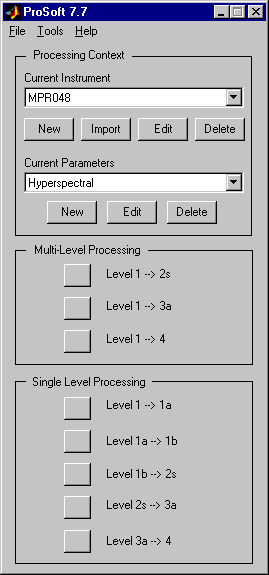 ProSoft 7.7
File Tools Help
Processing Context
Current Instrument
MPR048
New Import Edit Delete
Current Parameters
Hyperspectral
New Edit Delete
Multi-Level Processing
Level 1 --> 2s
Level 1 --> 3a
Level 1 --> 4
Single Level Processing
Level 1 --> 1a
Level 1a --> 1b
Level 1b --> 2s
Level 2s --> 3a
Level 3a --> 4